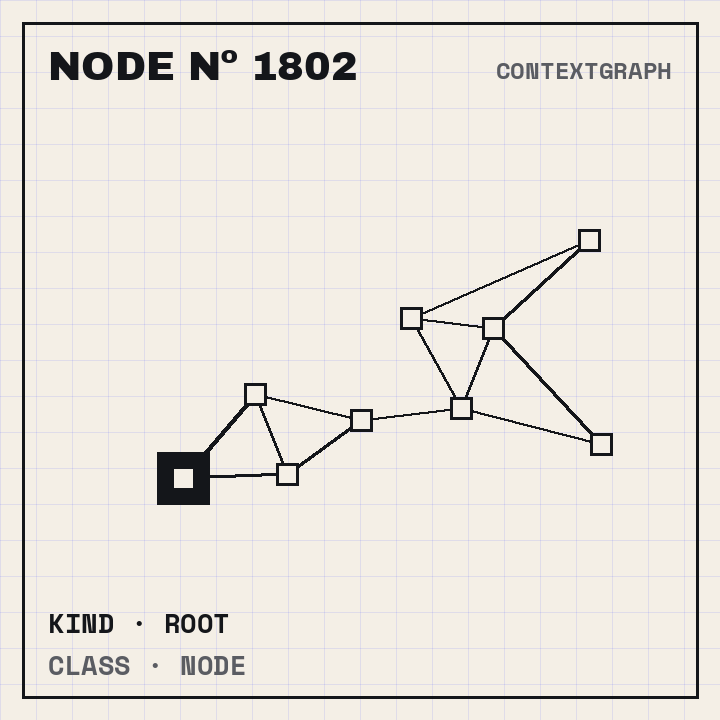 NODE Nº 1802
CONTEXTGRAPH
KIND · ROOT
CLASS · NODE